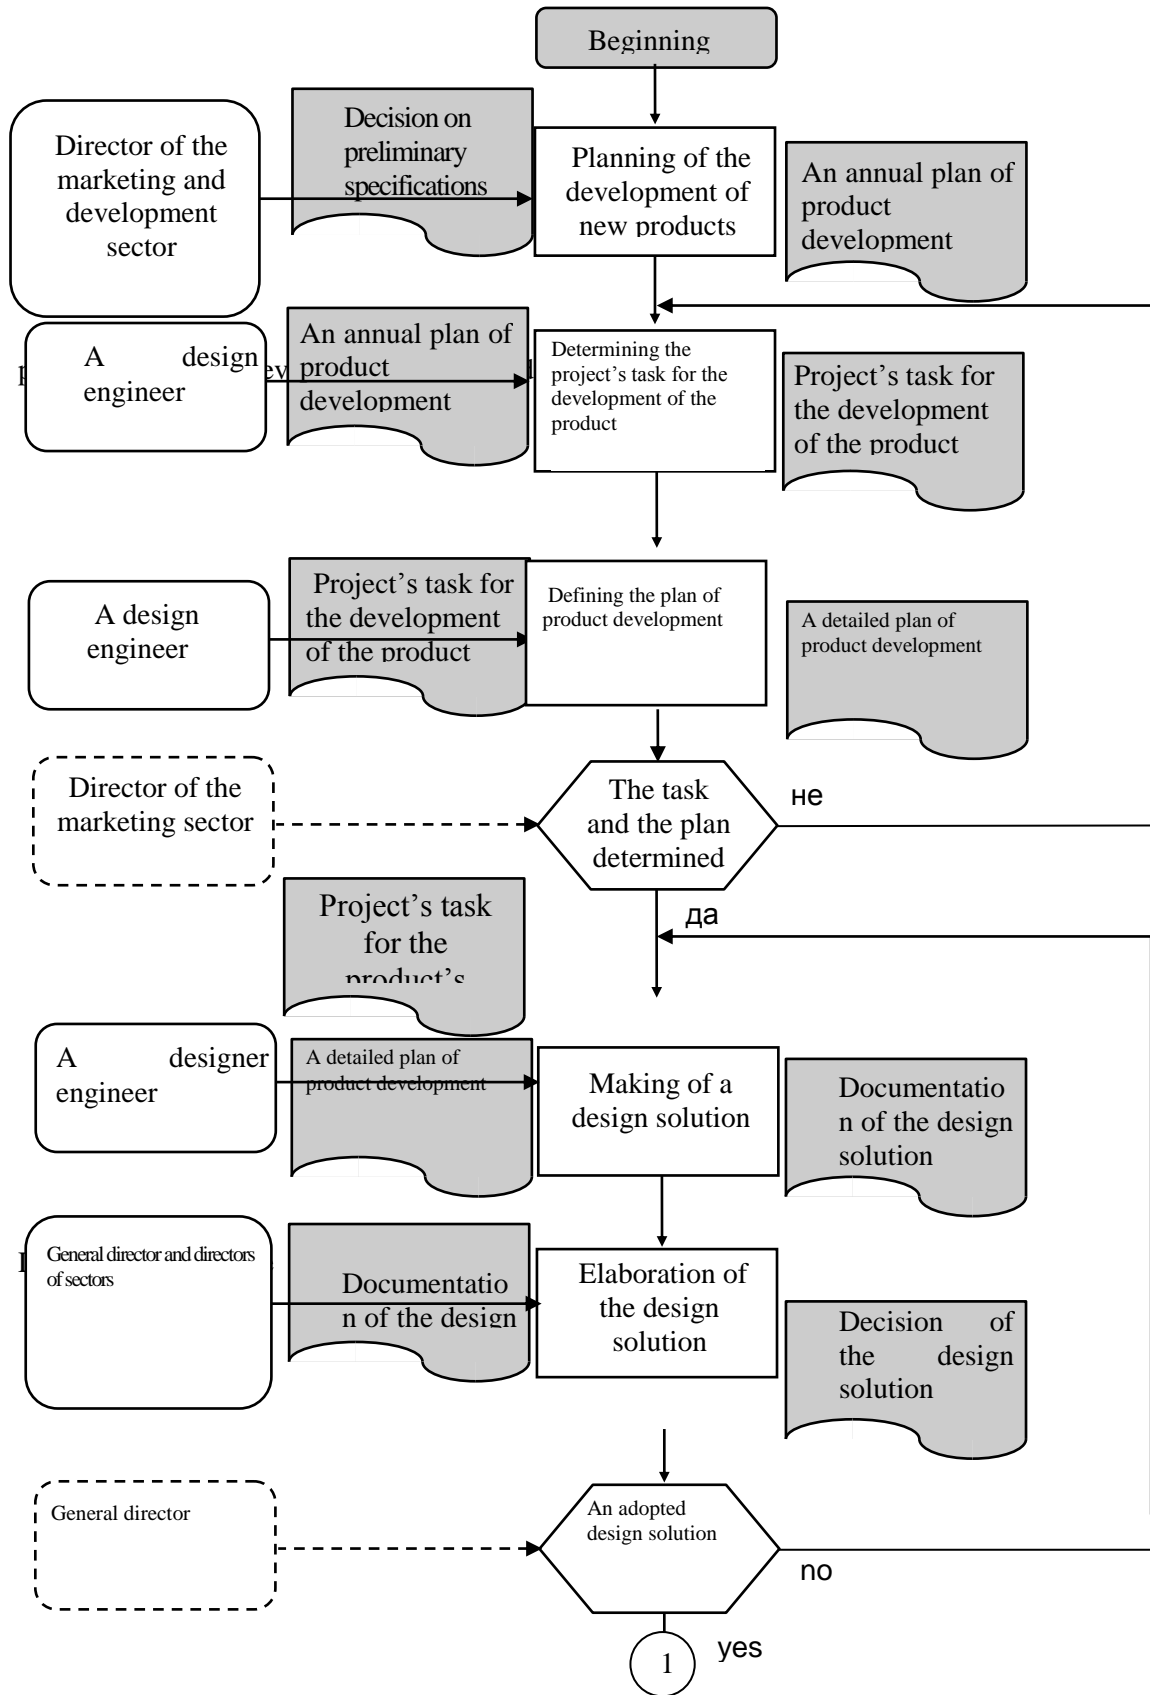 Beginning
Director of the
marketing and
development
sector
Decision on
preliminary
specifications
Planning of the
development of
new products
An annual plan of
product
development
A design
engineer
ev
An annual plan of
product
development
Determining the
project's task for the
development of the
product
Project's task for
the development
of the product
A design
engineer
Project's task for
the development
of the product
Defining the plan of
product development
A detailed plan of
product development
Director of the
marketing sector
The task
and the plan
determined
не
да
Project's task
for the
product's
A designer
engineer
A detailed plan of
product development
Making of a
design solution
Documentatio
n of the design
solution
General director and directors
of sectors
Documentatio
n of the design
Elaboration of
the design
solution
Decision of
the design
solution
General director
An adopted
design solution
no
yes
1